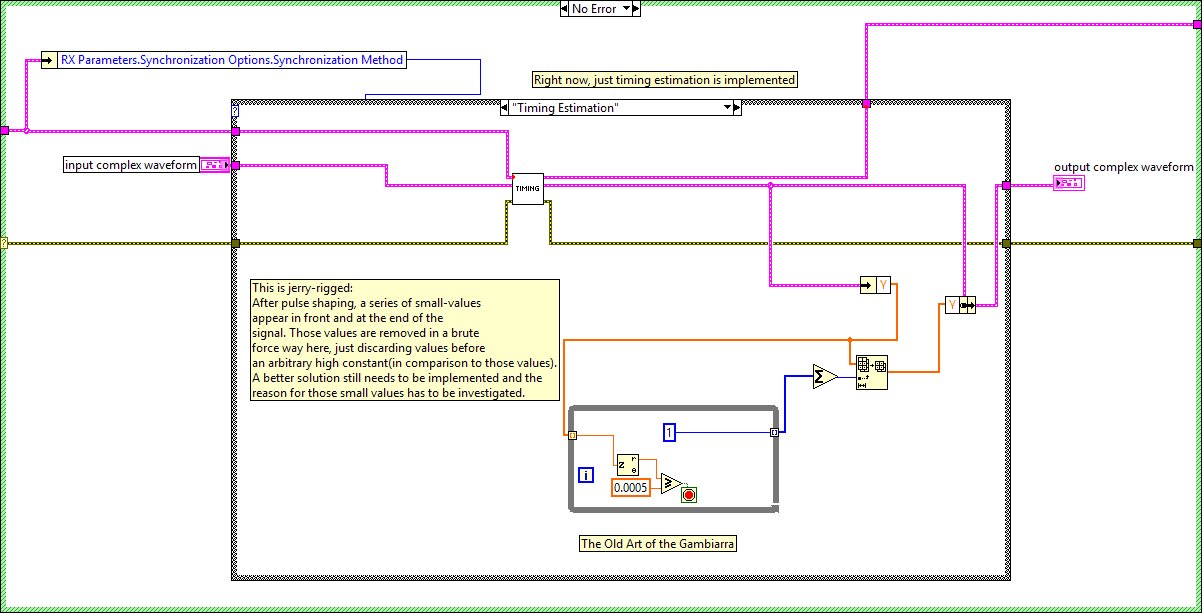 No Error
RX Parameters.Synchronization Options.Synchronization Method
Right now, just timing estimation is implemented
"Timing Estimation"
?
input complex waveform
output complex waveform
TIMING
?
This is jerry-rigged:
After pulse shaping, a series of small-values
appear in front and at the end of the
signal. Those values are removed in a brute
force way here, just discarding values before
an arbitrary high constant(in comparison to those values).
A better solution still needs to be implemented and the
reason for those small values has to be investigated.
Y
Y
Σ
1
i
z r θ
0.0005
≥
The Old Art of the Gambiarra